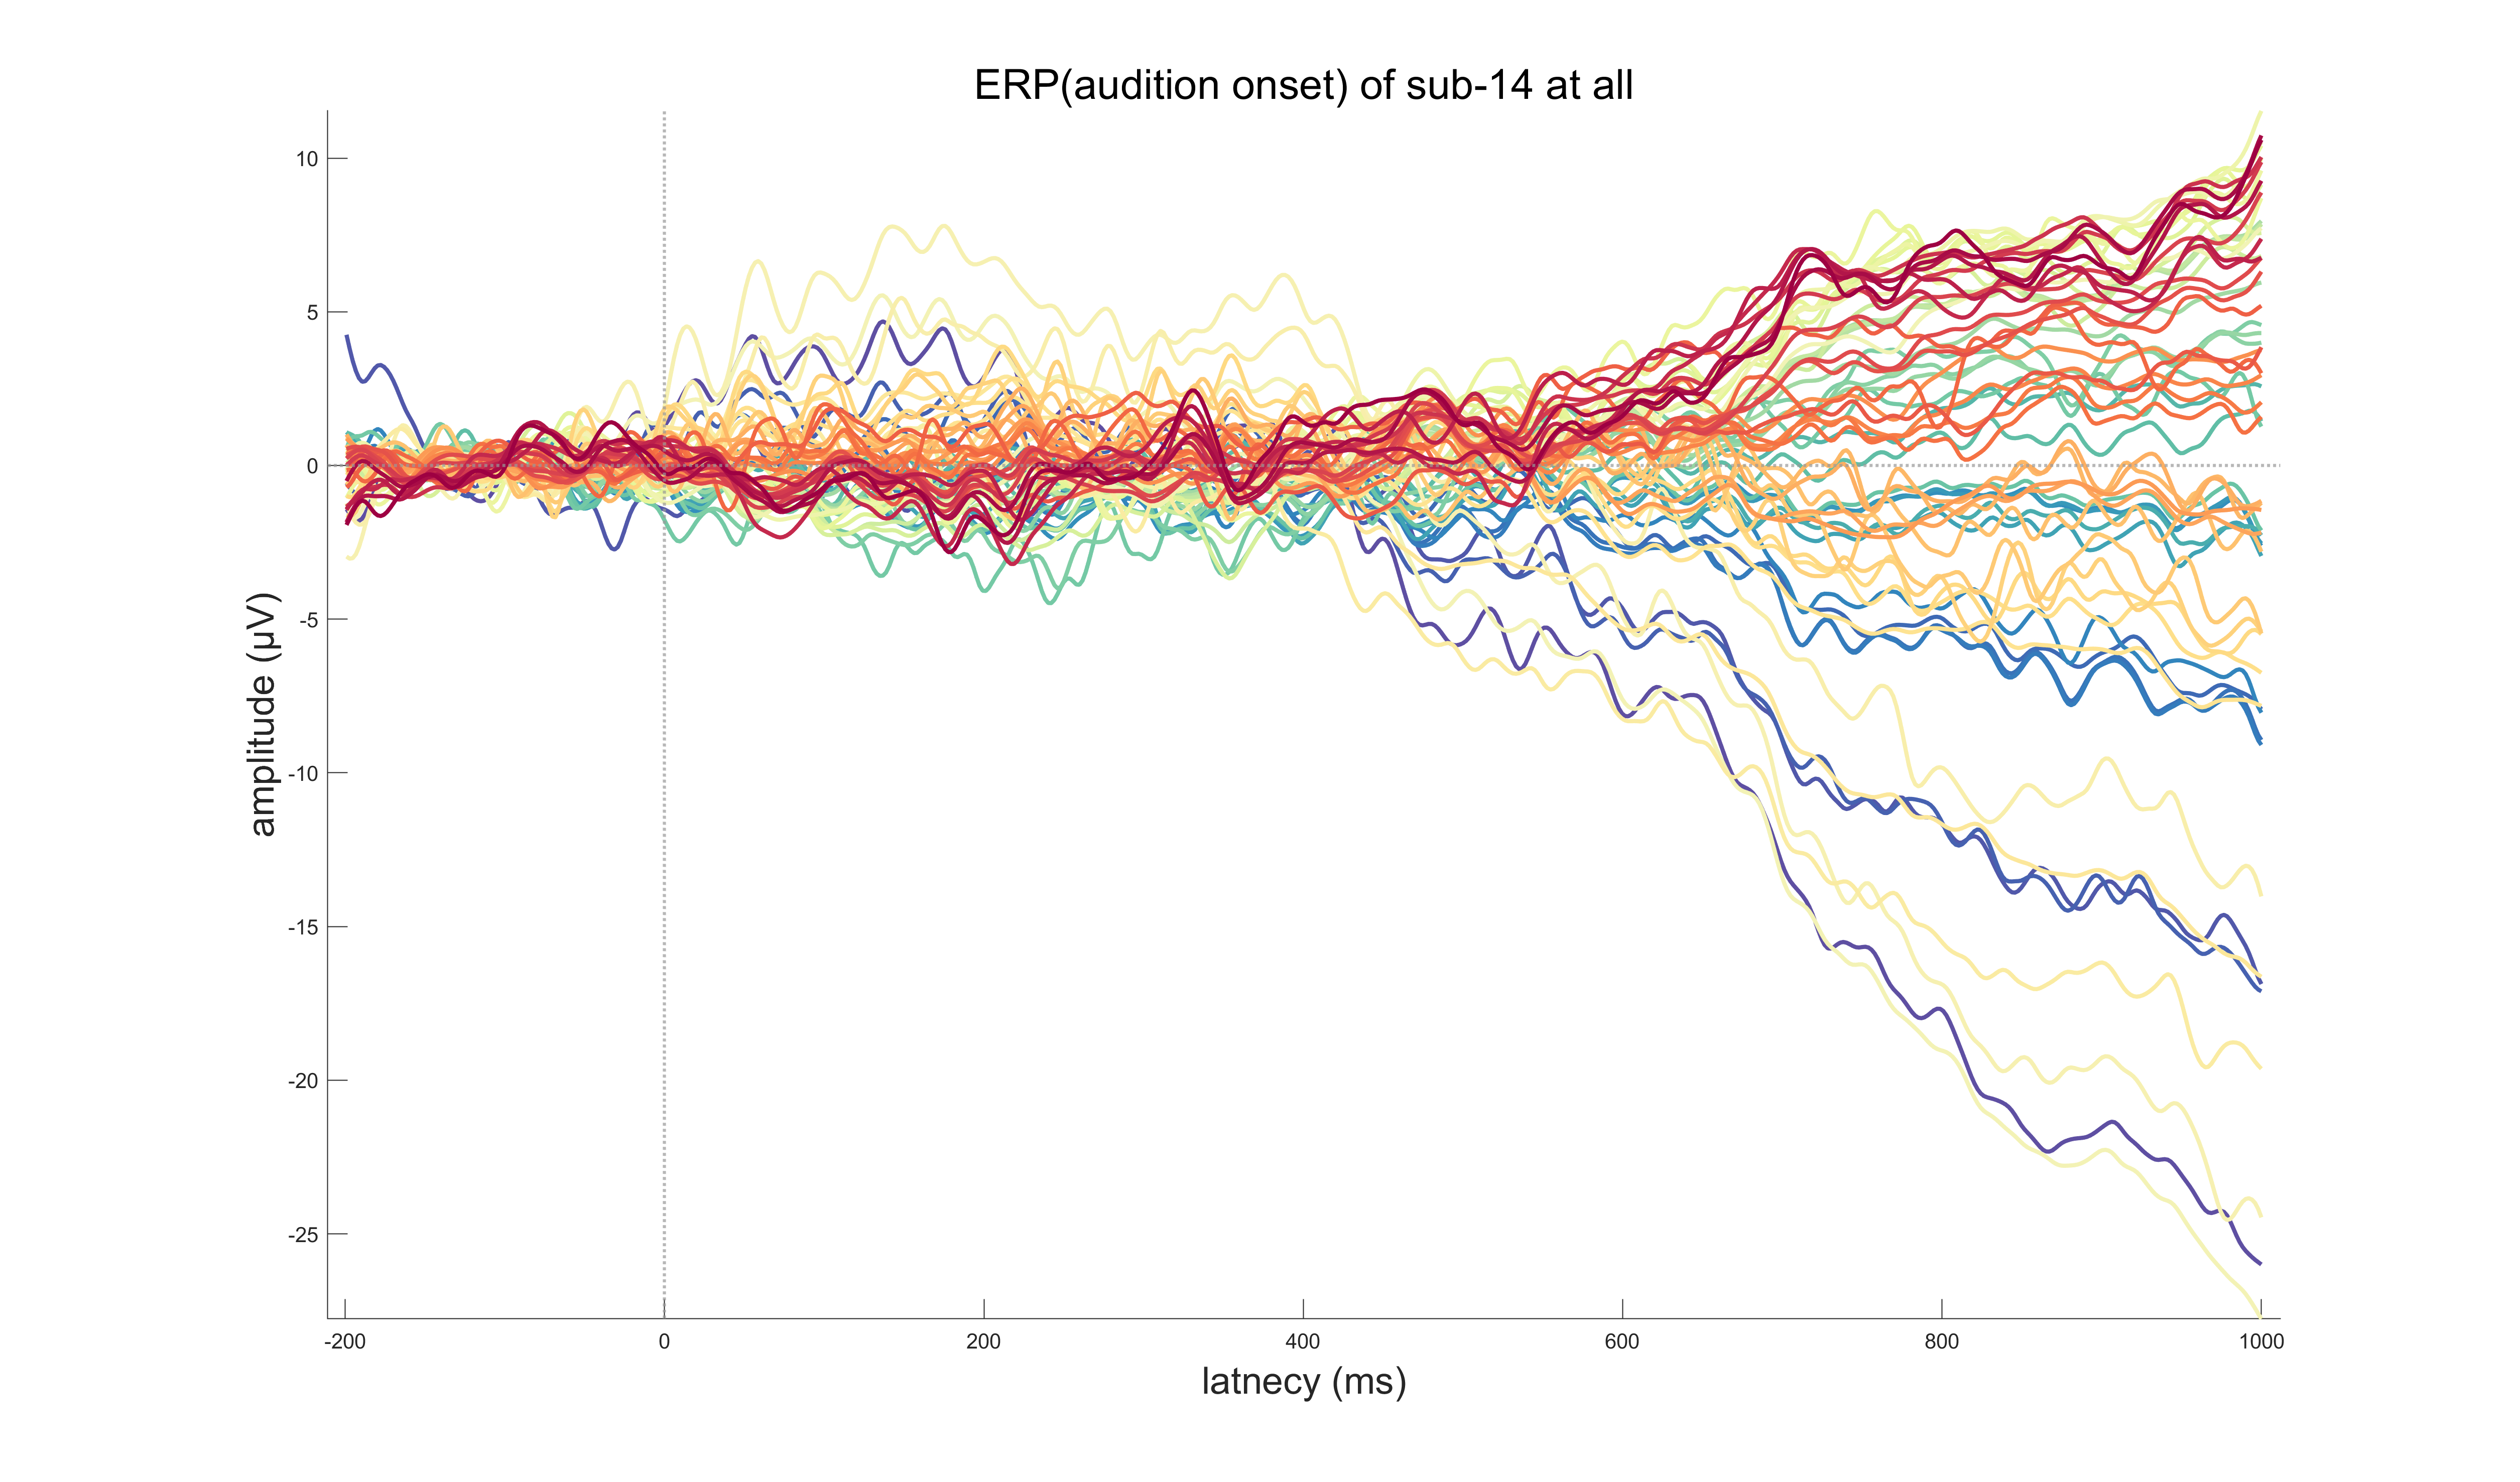 ERP(audition onset) of sub-14 at all
10
5
0
-5
-10
-15
-20
-25
amplitude (μV)
-200 0 200 400 600 800 1000
latnecy (ms)